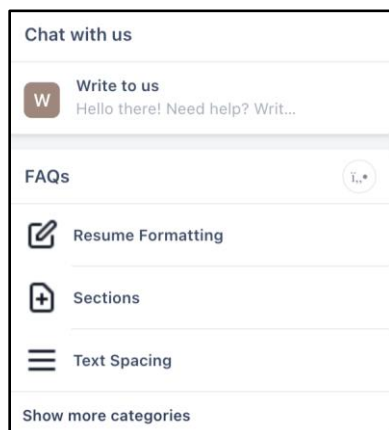 Chat with us
W
Write to us
Hello there! Need help? Writ...
FAQs
ï„•
Resume Formatting
Sections
Text Spacing
Show more categories